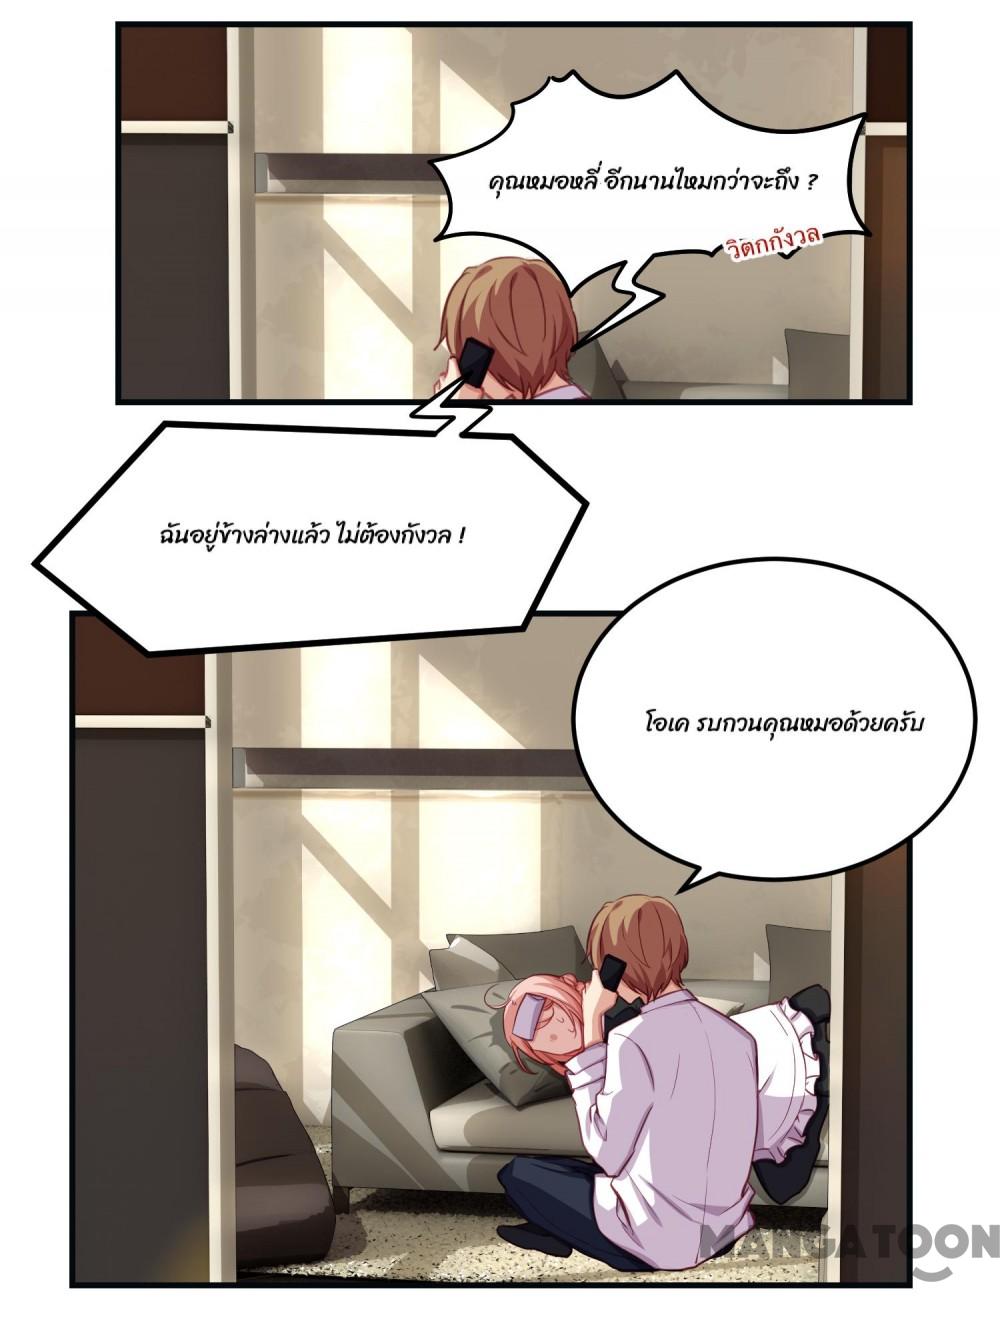 คุณหมอหลี่ อีกนานไหมกว่าจะถึง ?
วิตกกังวล
ฉันอยู่ข้างล่างแล้ว ไม่ต้องกังวล !
โอเค รบกวนคุณหมอด้วยครับ
MANGATOON